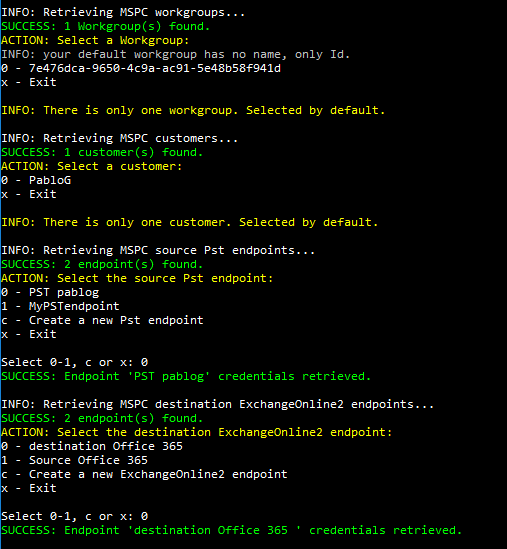 INFO: Retrieving MSPC workgroups...
SUCCESS: 1 Workgroup(s) found.
ACTION: Select a Workgroup:
INFO: your default workgroup has no name, only Id.
0 - 7e476dca-9650-4c9a-ac91-5e48b58f941d
x - Exit
INFO: There is only one workgroup. Selected by default.
INFO: Retrieving MSPC customers...
SUCCESS: 1 customer(s) found.
ACTION: Select a customer:
0 - PabloG
x - Exit
INFO: There is only one customer. Selected by default.
INFO: Retrieving MSPC source Pst endpoints...
SUCCESS: 2 endpoint(s) found.
ACTION: Select the source Pst endpoint:
0 - PST pablog
1 - MyPSTendpoint
c - Create a new Pst endpoint
x - Exit
Select 0-1, c or x: 0
SUCCESS: Endpoint 'PST pablog' credentials retrieved.
INFO: Retrieving MSPC destination ExchangeOnline2 endpoints...
SUCCESS: 2 endpoint(s) found.
ACTION: Select the destination ExchangeOnline2 endpoint:
0 - destination Office 365
1 - Source Office 365
c - Create a new ExchangeOnline2 endpoint
x - Exit
Select 0-1, c or x: 0
SUCCESS: Endpoint 'destination Office 365 ' credentials retrieved.